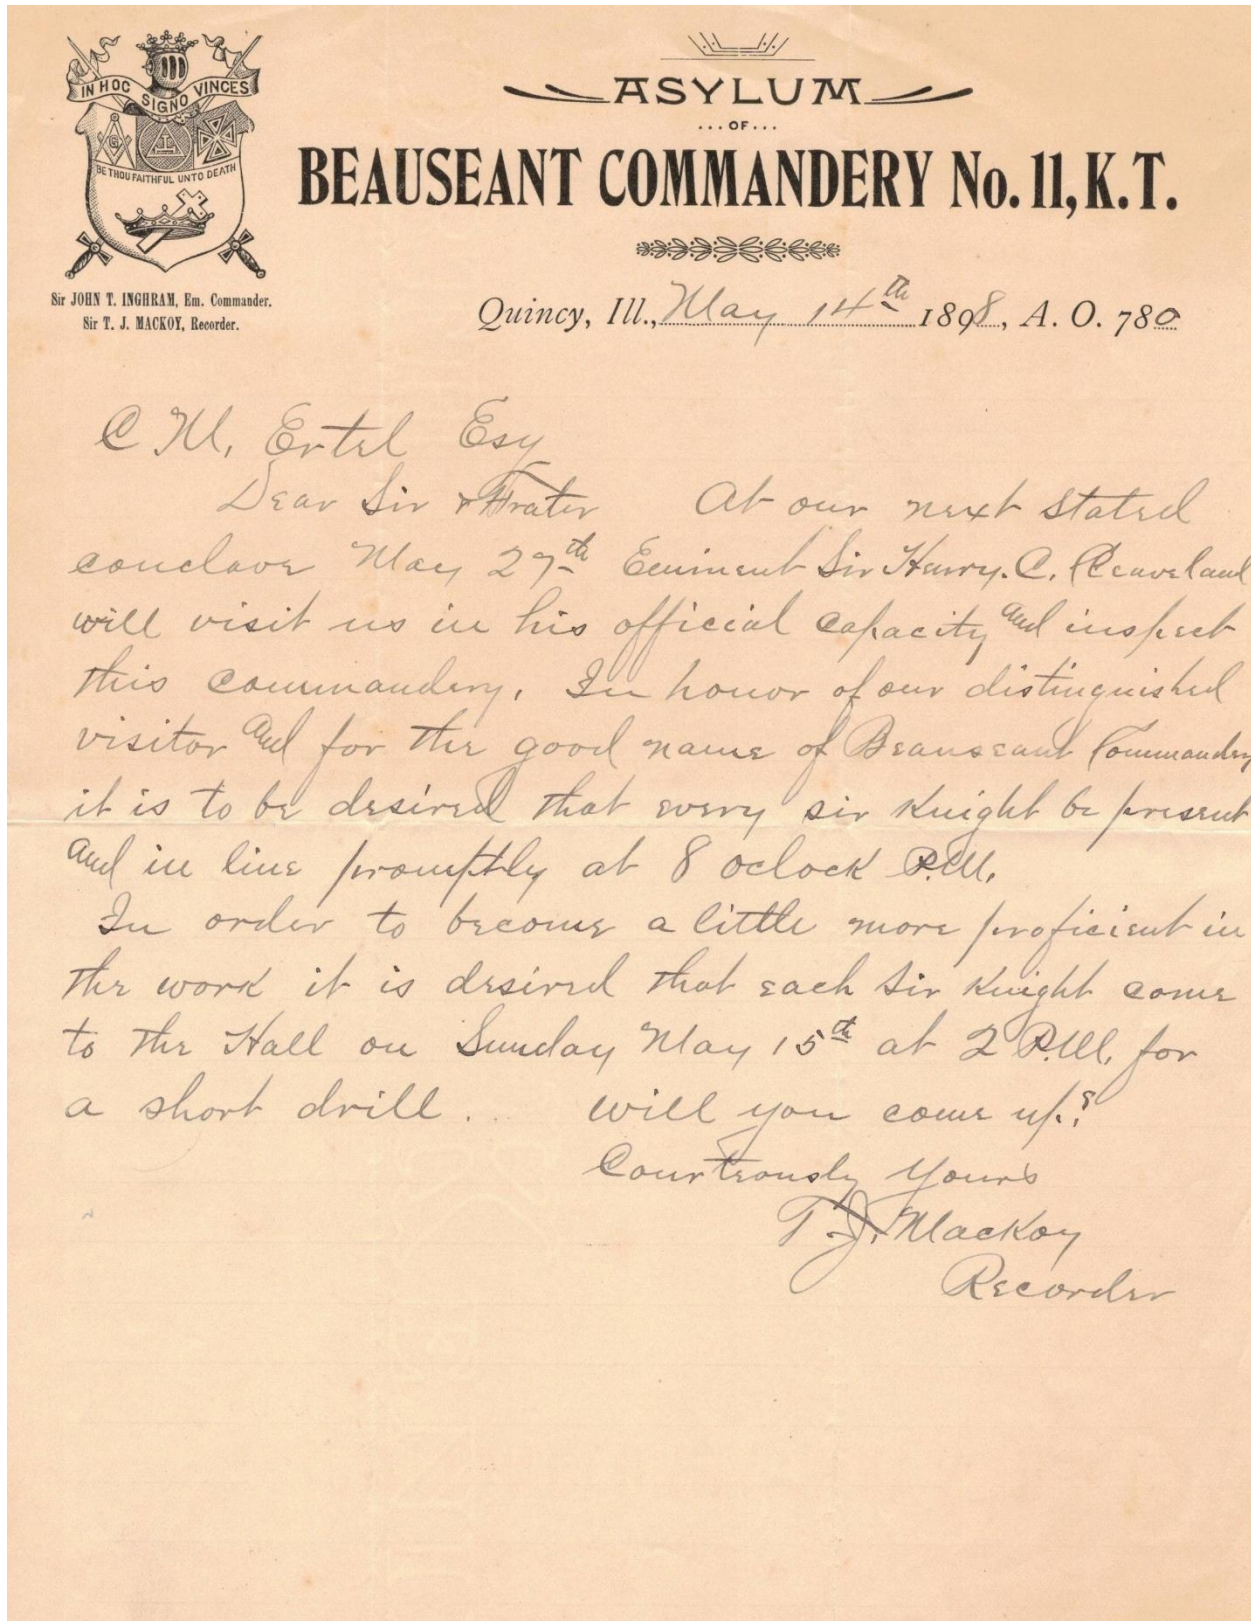 IN HOC SIGNO VINCES
G
BE THOU FAITHFUL UNTO DEATH
Sir JOHN T. INGHRAM, Em. Commander.
Sir T. J. MACKOY, Recorder.
ASYLUM
...OF...
BEAUSEANT COMMANDERY No. 11, K. T.
Quincy, Ill., May 14th 1898, A. O. 780
C. M. Ertel Esq
Dear Sir & Frater At our next stated
conclave May 27th Eminent Sir Harry. C. Cleaveland
will visit us in his official capacity and inspect
this commandery. In honor of our distinguished
visitor and for the good name of Beauseant Commandery
it is to be desired that every sir Knight be present
and in line promptly at 8 oclock P.M.
In order to become a little more proficient in
the work it is desired that each Sir Knight come
to the Hall on Sunday May 15th at 2 P.M. for
a short drill. will you come up?
Courteously Yours
T. J. Mackoy
Recorder